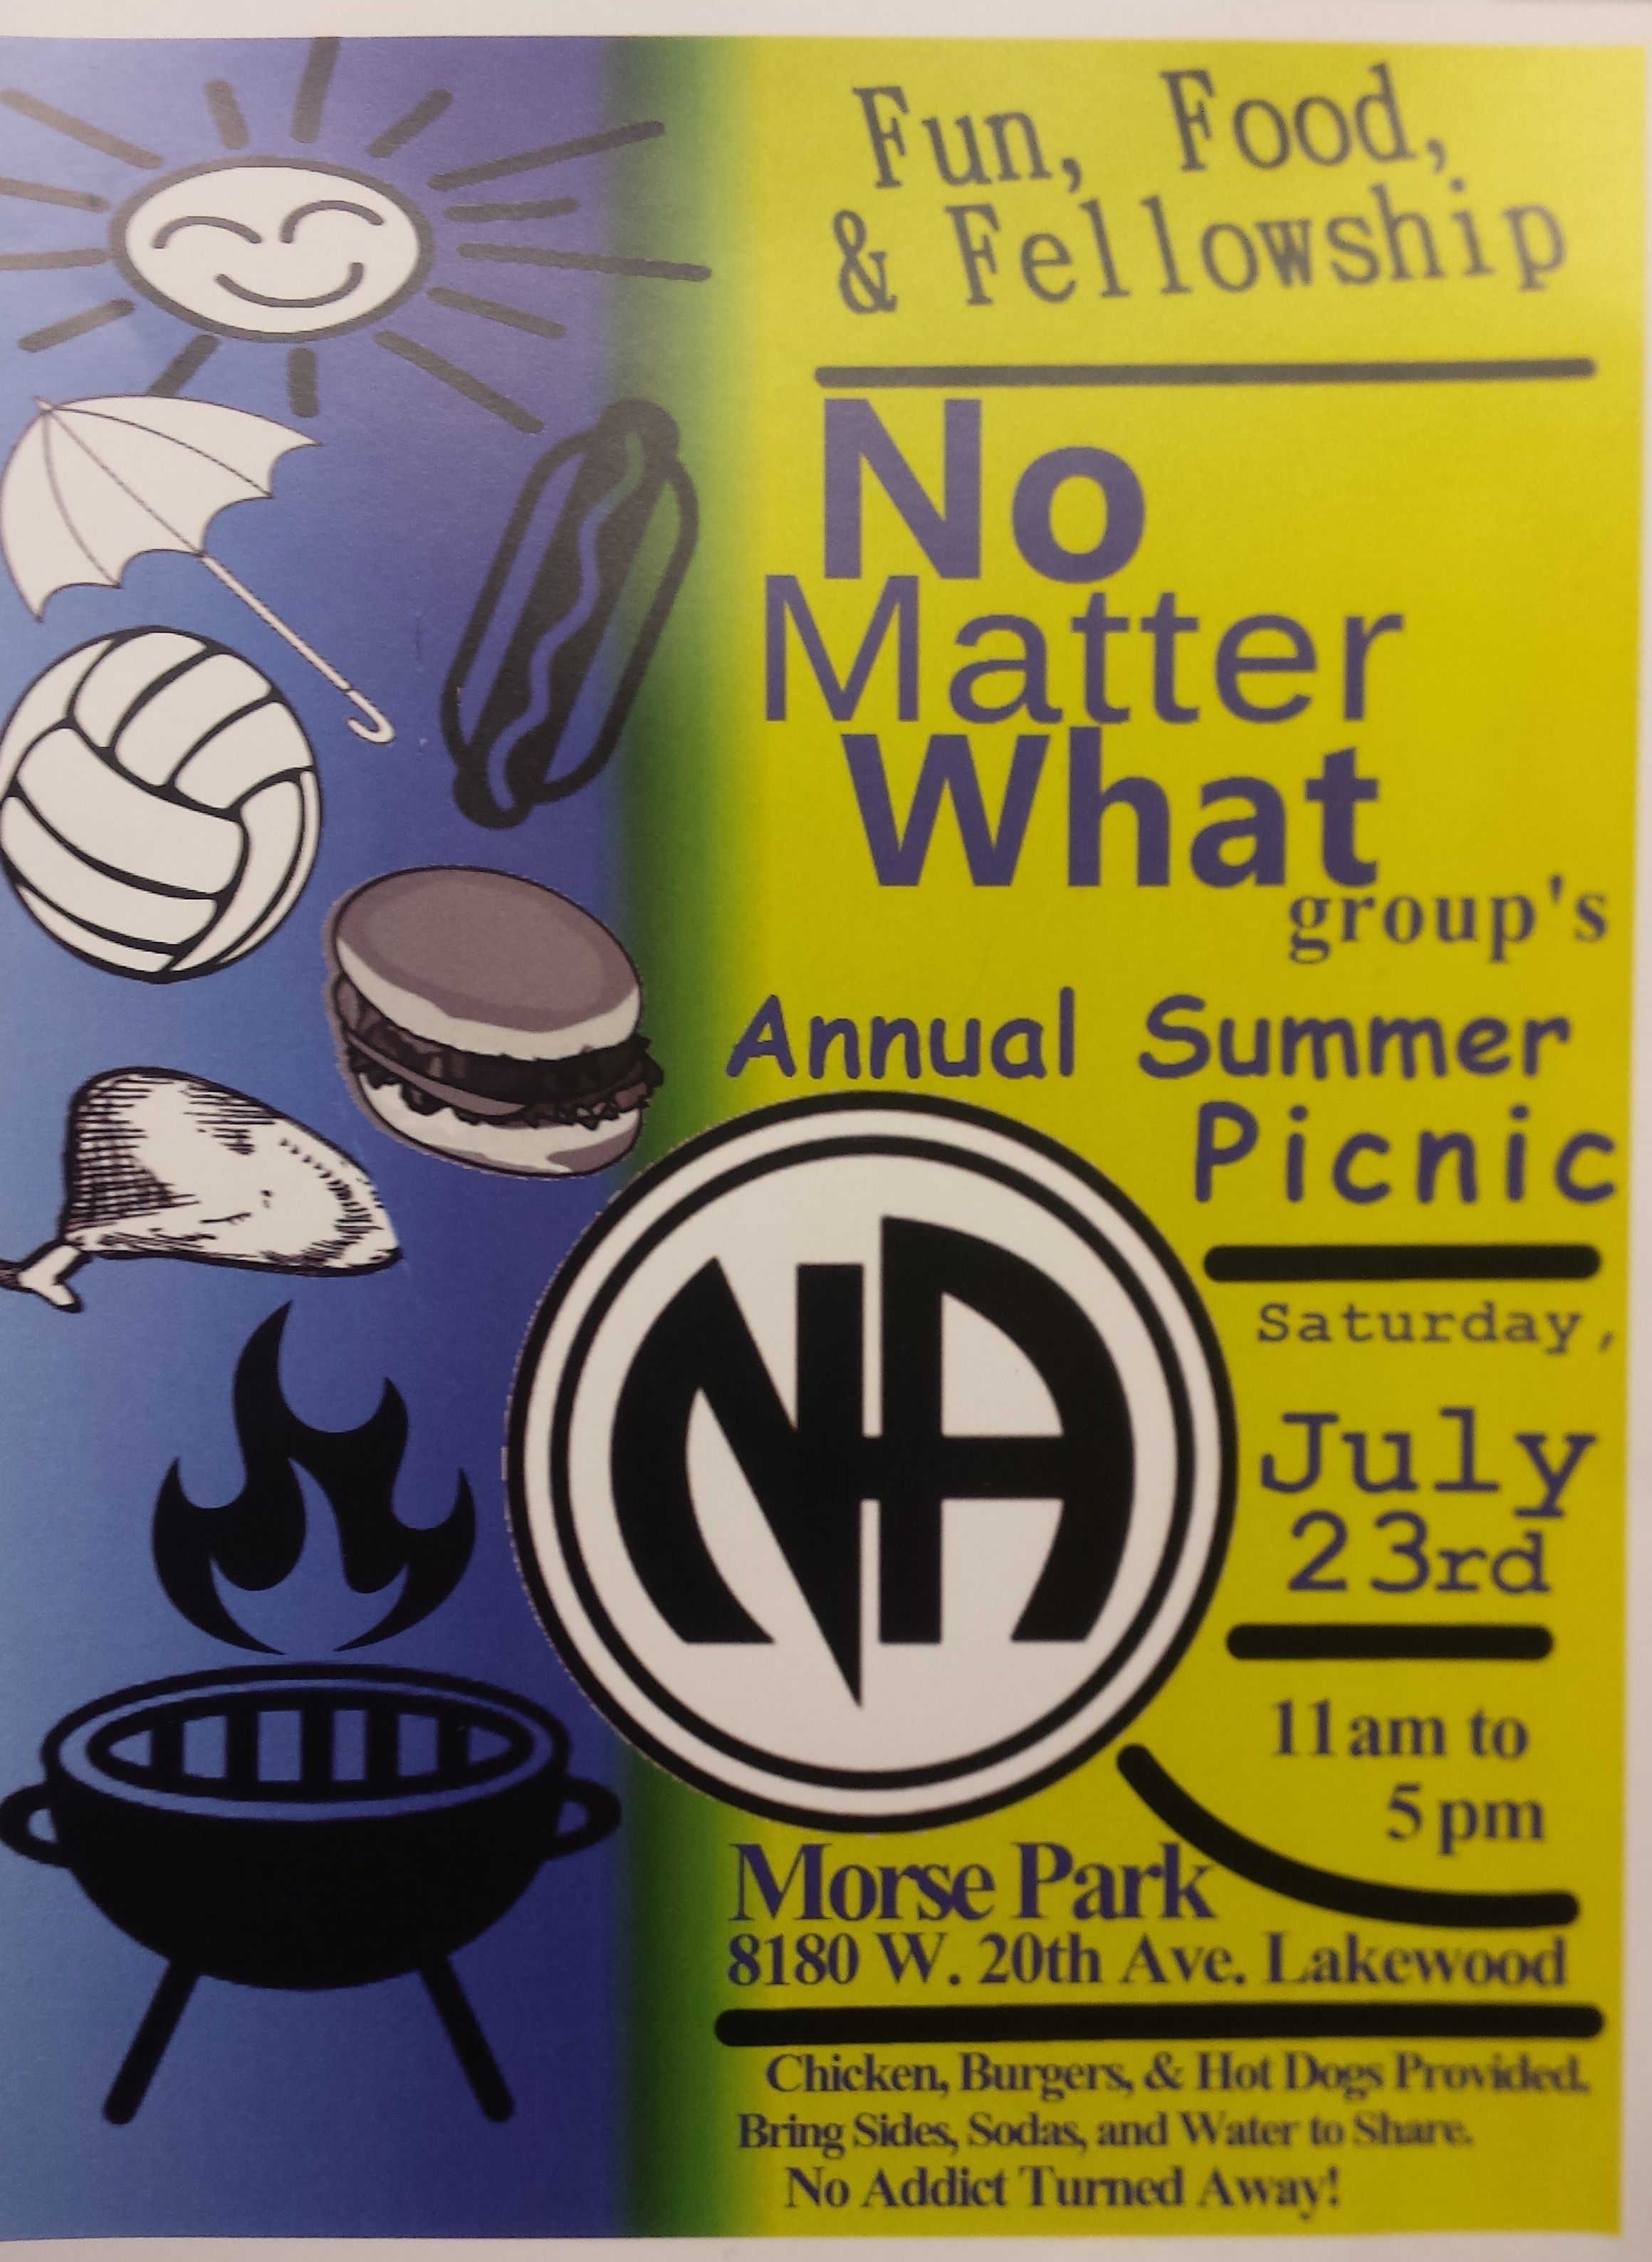 Fun, Food,
& Fellowship
No
Matter
What
group's
Annual Summer
Picnic
NA
Saturday,
July
23rd
11am to
5pm
Morse Park
8180 W. 20th Ave. Lakewood
Chicken, Burgers, & Hot Dogs Provided.
Bring Sides, Sodas, and Water to Share.
No Addict Turned Away!